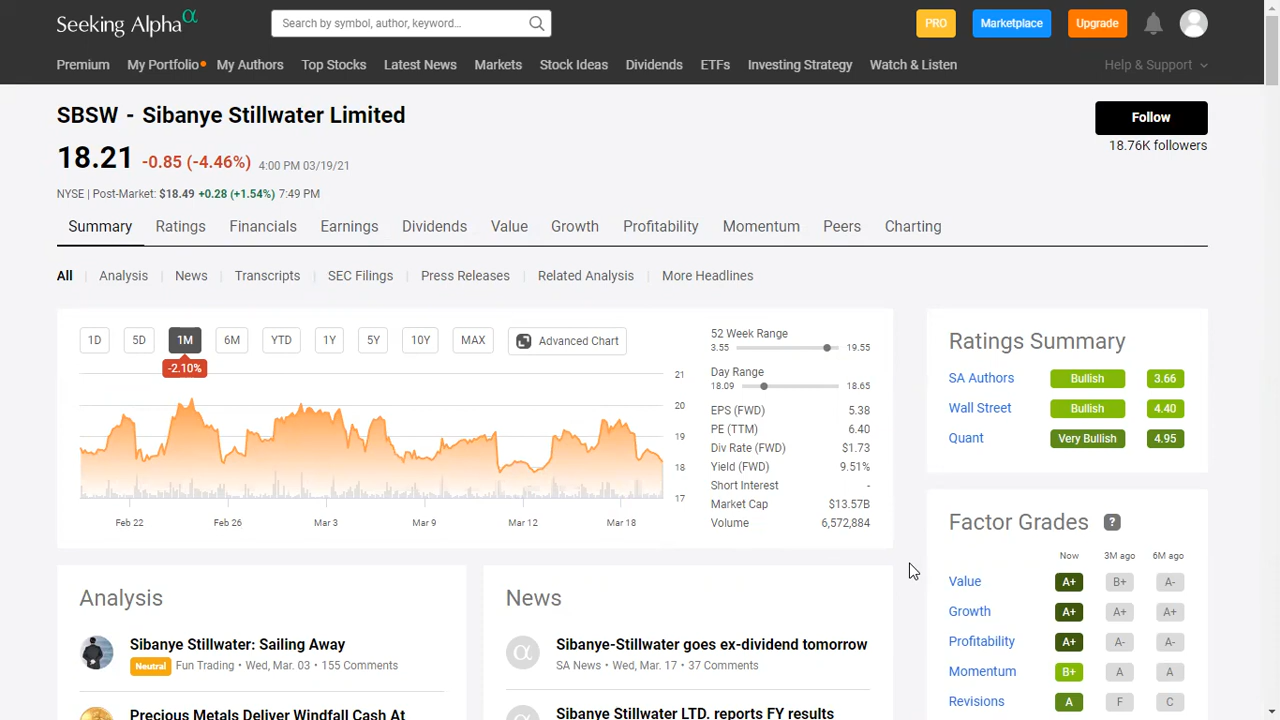 Seeking Alpha α
Search by symbol, author, keyword...
PRO
Marketplace
Upgrade
Premium My Portfolio My Authors Top Stocks Latest News Markets Stock Ideas Dividends ETFs Investing Strategy Watch & Listen Help & Support
SBSW - Sibanye Stillwater Limited
Follow
18.76K followers
18.21 -0.85 (-4.46%) 4:00 PM 03/19/21
NYSE | Post-Market: $18.49 +0.28 (+1.54%) 7:49 PM
Summary Ratings Financials Earnings Dividends Value Growth Profitability Momentum Peers Charting
All | Analysis | News | Transcripts | SEC Filings | Press Releases | Related Analysis | More Headlines
1D 5D 1M 6M YTD 1Y 5Y 10Y MAX Advanced Chart
-2.10%
21
20
19
18
17
Feb 22 Feb 26 Mar 3 Mar 9 Mar 12 Mar 18
52 Week Range
3.55 19.55
Day Range
18.09 18.65
EPS (FWD) 5.38
PE (TTM) 6.40
Div Rate (FWD) $1.73
Yield (FWD) 9.51%
Short Interest -
Market Cap $13.57B
Volume 6,572,884
Ratings Summary
SA Authors Bullish 3.66
Wall Street Bullish 4.40
Quant Very Bullish 4.95
Factor Grades ?
Now 3M ago 6M ago
Value A+ B+ A-
Growth A+ A+ A+
Profitability A+ A- A-
Momentum B+ A A
Revisions A F C
Analysis
Sibanye Stillwater: Sailing Away
Neutral Fun Trading • Wed, Mar. 03 • 155 Comments
Precious Metals Deliver Windfall Cash At
News
α
Sibanye-Stillwater goes ex-dividend tomorrow
SA News • Wed, Mar. 17 • 37 Comments
α
Sibanye Stillwater LTD. reports FY results